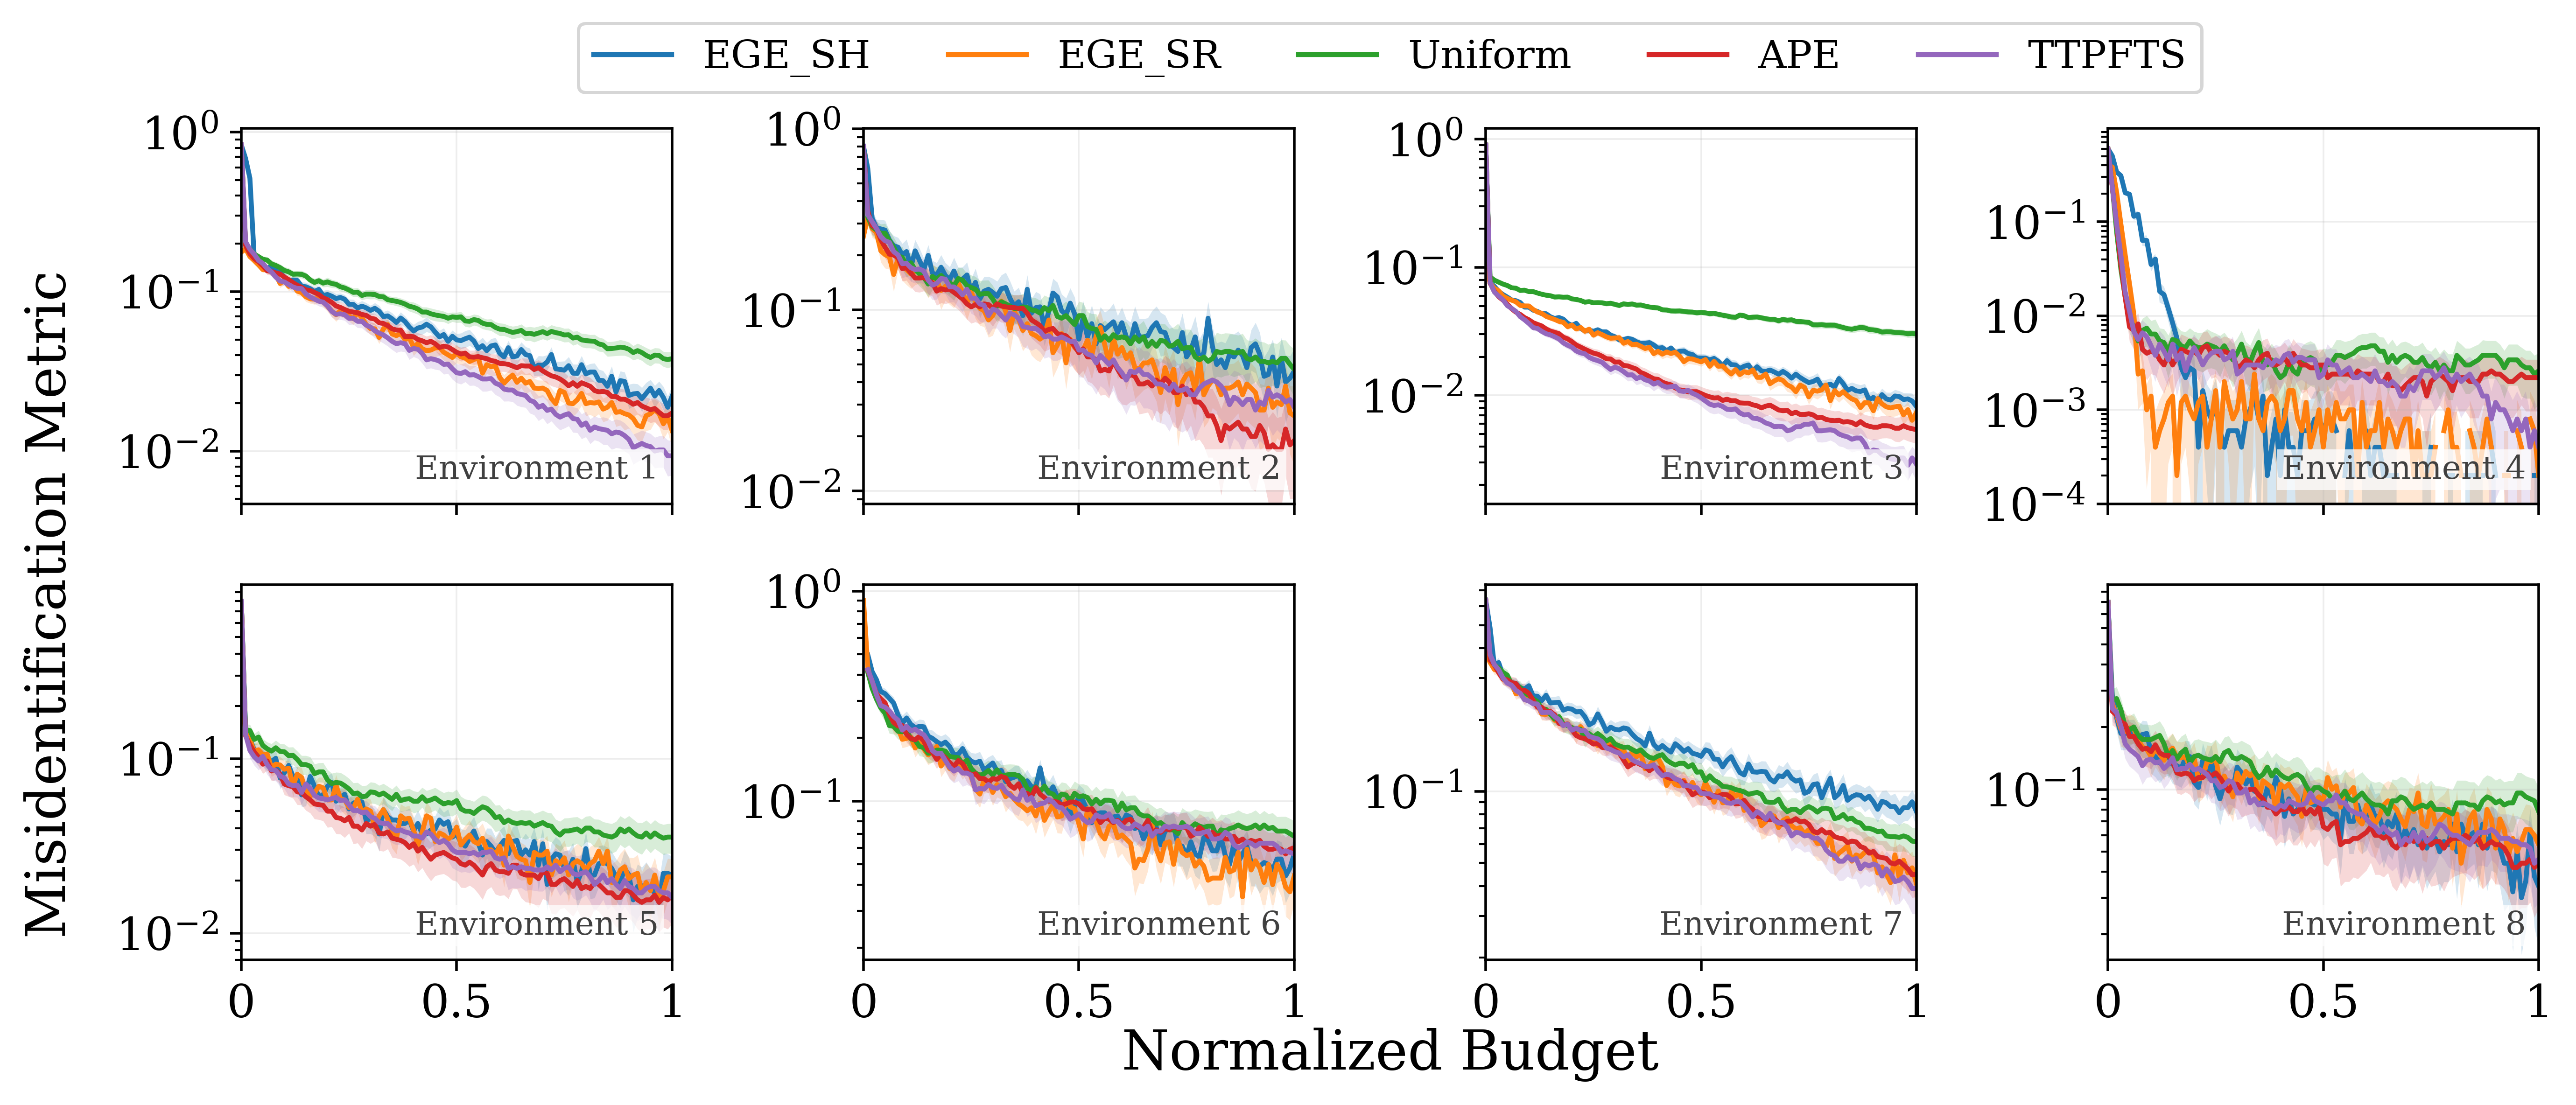 EGE_SH EGE_SR Uniform APE TTPFTS
Misidentification Metric
10⁰
10⁻¹
10⁻²
Environment 1
10⁰
10⁻¹
10⁻²
Environment 2
10⁰
10⁻¹
10⁻²
Environment 3
10⁻¹
10⁻²
10⁻³
10⁻⁴
Environment 4
10⁻¹
10⁻²
Environment 5
0 0.5 1
10⁰
10⁻¹
Environment 6
0 0.5 1
10⁻¹
Environment 7
0 0.5 1
10⁻¹
Environment 8
0 0.5 1
Normalized Budget